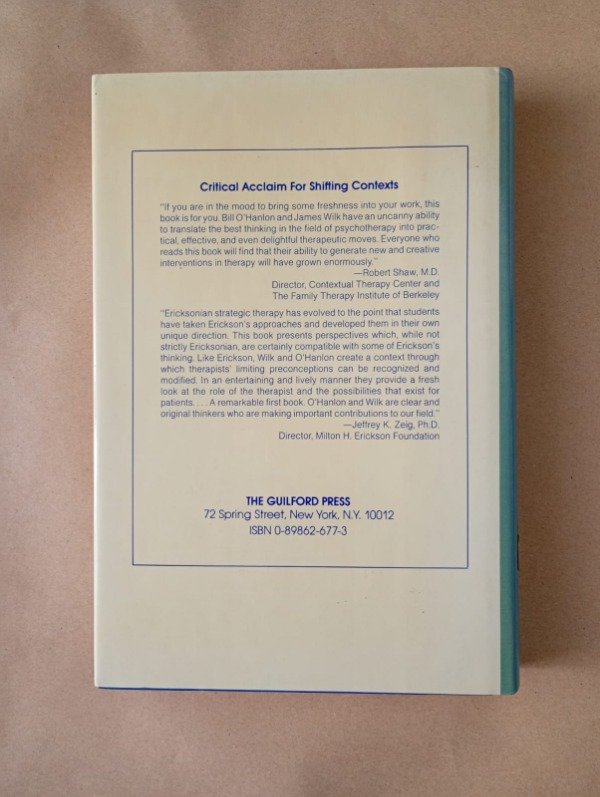 Critical Acclaim For Shifting Contexts
"If you are in the mood to bring some freshness into your work, this
book is for you. Bill O'Hanlon and James Wilk have an uncanny ability
to translate the best thinking in the field of psychotherapy into prac-
tical, effective, and even delightful therapeutic moves. Everyone who
reads this book will find that their ability to generate new and creative
interventions in therapy will have grown enormously."
—Robert Shaw, M.D.
Director, Contextual Therapy Center and
The Family Therapy Institute of Berkeley
"Ericksonian strategic therapy has evolved to the point that students
have taken Erickson's approaches and developed them in their own
unique direction. This book presents perspectives which, while not
strictly Ericksonian, are certainly compatible with some of Erickson's
thinking. Like Erickson, Wilk and O'Hanlon create a context through
which therapists' limiting preconceptions can be recognized and
modified. In an entertaining and lively manner they provide a fresh
look at the role of the therapist and the possibilities that exist for
patients. . . . A remarkable first book. O'Hanlon and Wilk are clear and
original thinkers who are making important contributions to our field."
—Jeffrey K. Zeig, Ph.D.
Director, Milton H. Erickson Foundation
THE GUILFORD PRESS
72 Spring Street, New York, N.Y. 10012
ISBN 0-89862-677-3